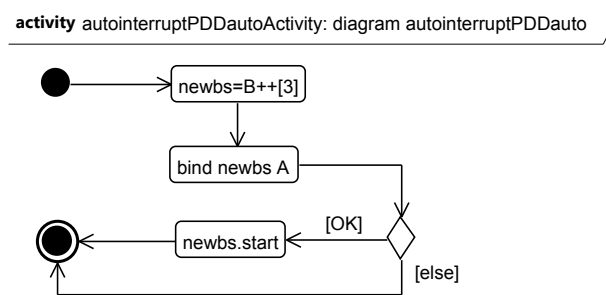 activity autointerruptPDDautoActivity: diagram autointerruptPDDauto
newbs=B++[3]
bind newbs A
[OK]
newbs.start
[else]